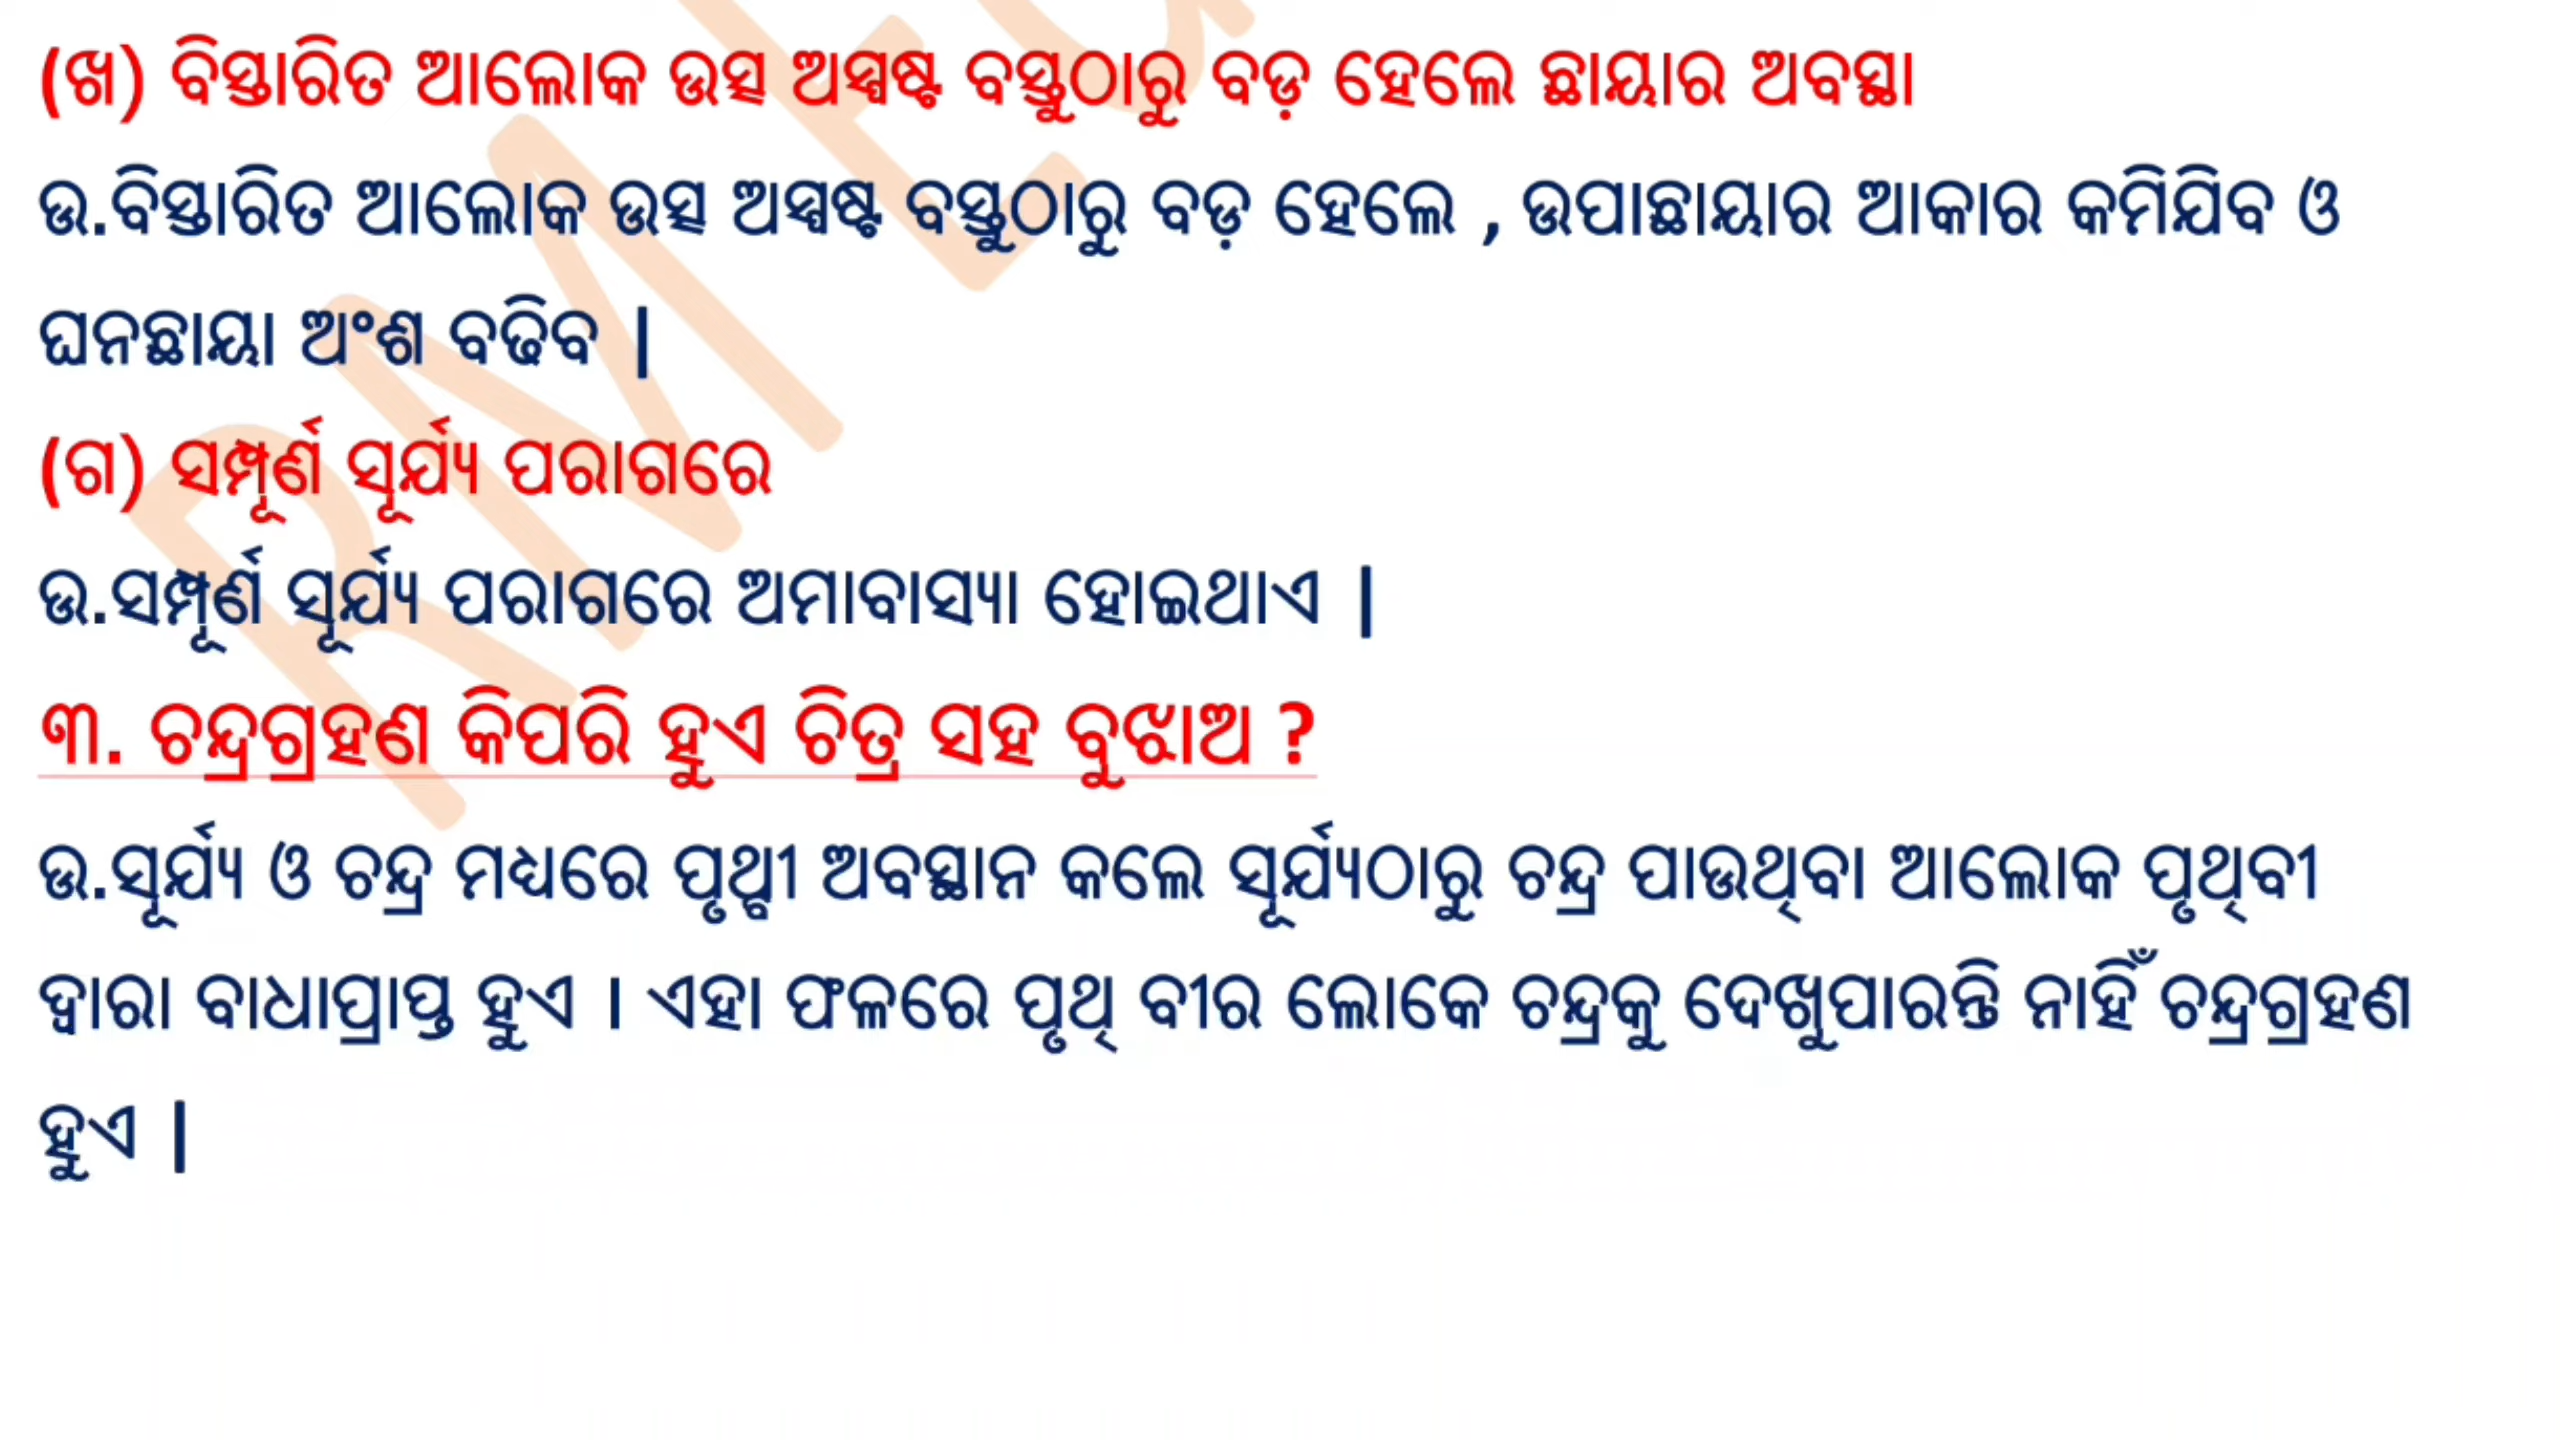 (ଖ) ବିସ୍ତାରିତ ଆଲୋକ ଉତ୍ସ ଅସ୍ପଷ୍ଟ ବସ୍ତୁଠାରୁ ବଡ଼ ହେଲେ ଛାୟାର ଅବସ୍ଥା
ଉ.ବିସ୍ତାରିତ ଆଲୋକ ଉତ୍ସ ଅସ୍ପଷ୍ଟ ବସ୍ତୁଠାରୁ ବଡ଼ ହେଲେ , ଉପାଛାୟାର ଆକାର କମିଯିବ ଓ
ଘନଛାୟା ଅଂଶ ବଢିବ |
(ଗ) ସମ୍ପୂର୍ଣ ସୂର୍ଯ୍ୟ ପରାଗରେ
ଉ.ସମ୍ପୂର୍ଣ ସୂର୍ଯ୍ୟ ପରାଗରେ ଅମାବାସ୍ୟା ହୋଇଥାଏ |
୩. ଚନ୍ଦ୍ରଗ୍ରହଣ କିପରି ହୁଏ ଚିତ୍ର ସହ ବୁଝାଅ ?
ଉ.ସୂର୍ଯ୍ୟ ଓ ଚନ୍ଦ୍ର ମଧ୍ୟରେ ପୃଥ୍ବୀ ଅବସ୍ଥାନ କଲେ ସୂର୍ଯ୍ୟଠାରୁ ଚନ୍ଦ୍ର ପାଉଥିବା ଆଲୋକ ପୃଥିବୀ
ଦ୍ୱାରା ବାଧାପ୍ରାପ୍ତ ହୁଏ । ଏହା ଫଳରେ ପୃଥି ବୀର ଲୋକେ ଚନ୍ଦ୍ରକୁ ଦେଖୁପାରନ୍ତି ନାହିଁ ଚନ୍ଦ୍ରଗ୍ରହଣ
ହୁଏ |